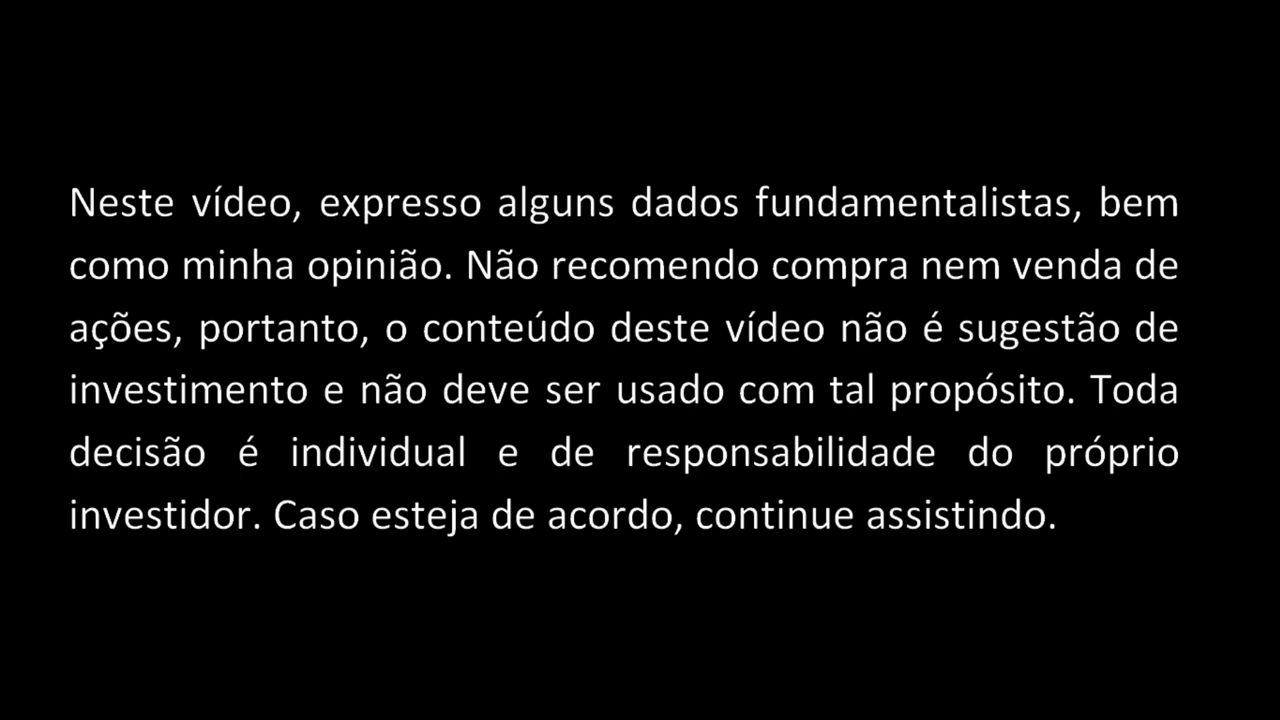 Neste vídeo, expresso alguns dados fundamentalistas, bem
como minha opinião. Não recomendo compra nem venda de
ações, portanto, o conteúdo deste vídeo não é sugestão de
investimento e não deve ser usado com tal propósito. Toda
decisão é individual e de responsabilidade do próprio
investidor. Caso esteja de acordo, continue assistindo.